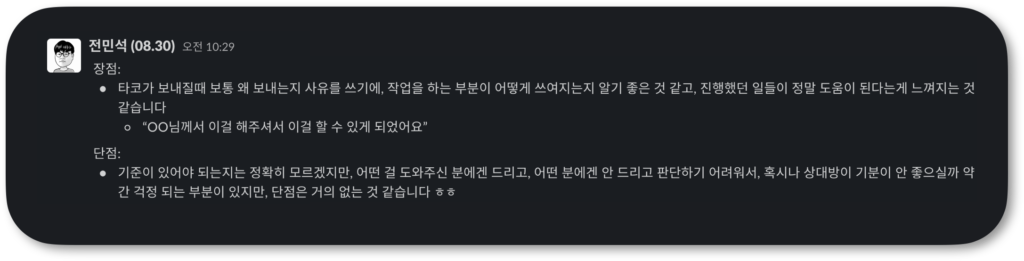 전민석 (08.30) 오전 10:29
장점:
• 타코가 보내질때 보통 왜 보내는지 사유를 쓰기에, 작업을 하는 부분이 어떻게 쓰여지는지 알기 좋은 것 같고, 진행했던 일들이 정말 도움이 된다는게 느껴지는 것
같습니다
○ “OO님께서 이걸 해주셔서 이걸 할 수 있게 되었어요”
단점:
• 기준이 있어야 되는지는 정확히 모르겠지만, 어떤 걸 도와주신 분에겐 드리고, 어떤 분에겐 안 드리고 판단하기 어려워서, 혹시나 상대방이 기분이 안 좋으실까 약
간 걱정 되는 부분이 있지만, 단점은 거의 없는 것 같습니다 ㅎㅎ